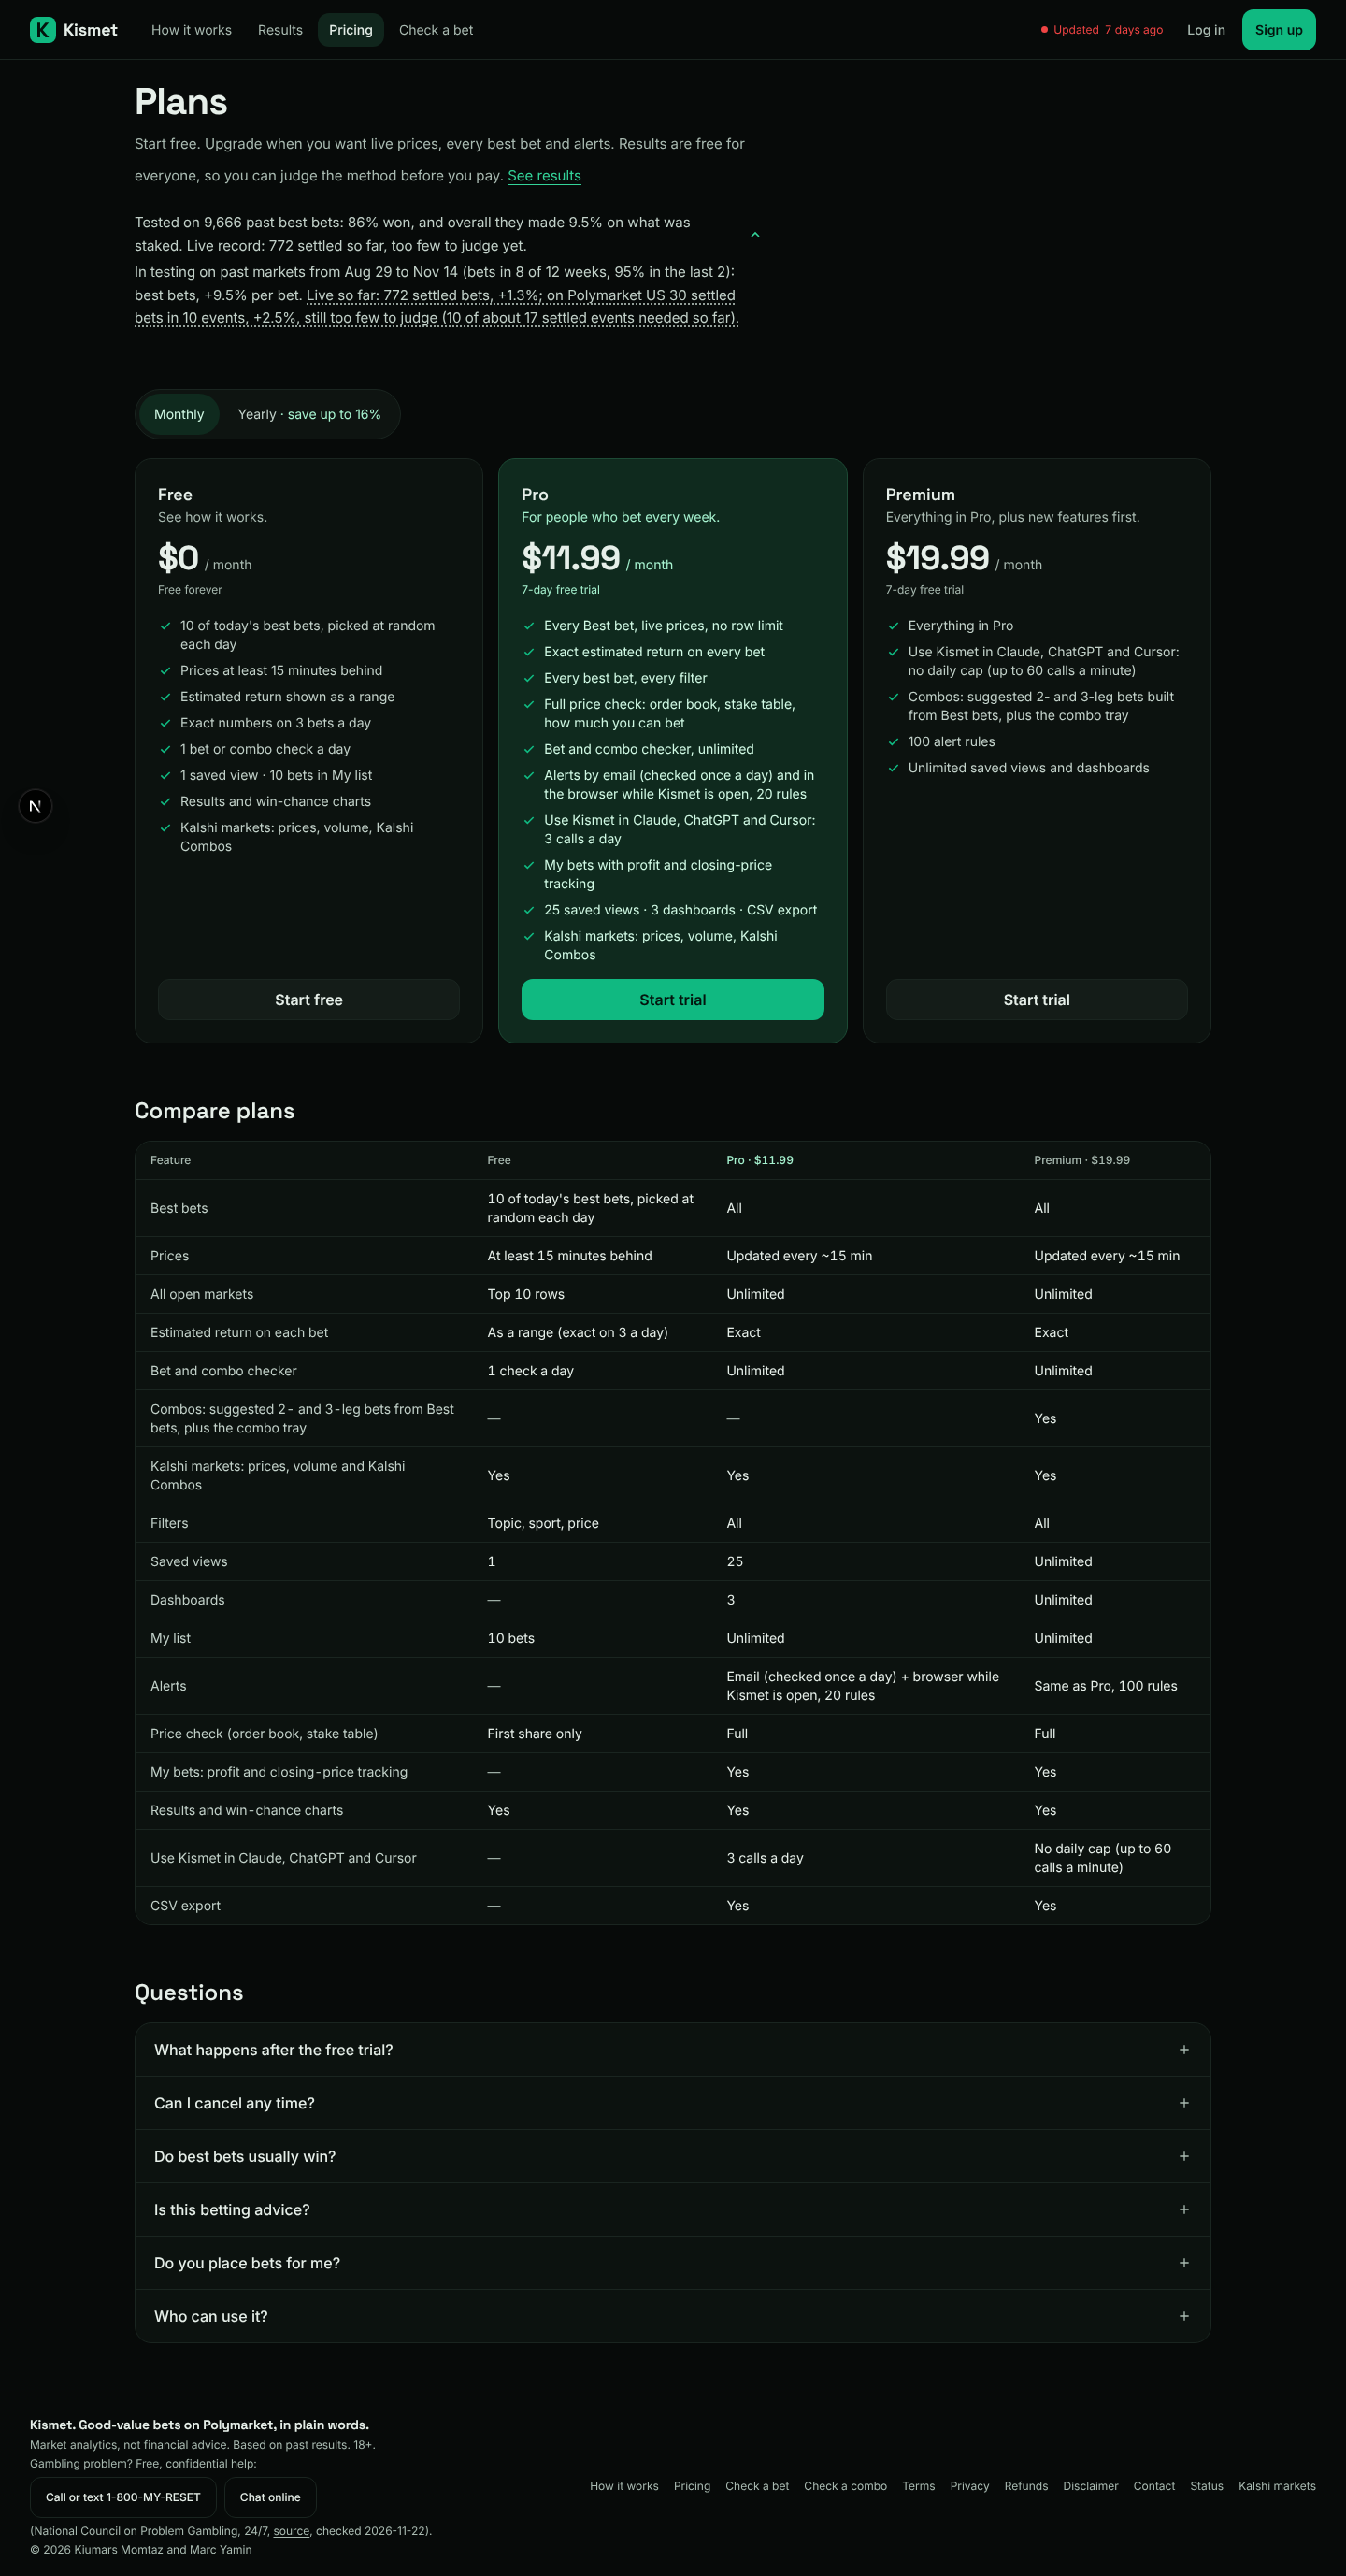 K Kismet How it works Results Pricing Check a bet Updated 7 days ago Log in Sign up
Plans
Start free. Upgrade when you want live prices, every best bet and alerts. Results are free for
everyone, so you can judge the method before you pay. See results
Tested on 9,666 past best bets: 86% won, and overall they made 9.5% on what was
staked. Live record: 772 settled so far, too few to judge yet.
In testing on past markets from Aug 29 to Nov 14 (bets in 8 of 12 weeks, 95% in the last 2):
best bets, +9.5% per bet. Live so far: 772 settled bets, +1.3%; on Polymarket US 30 settled
bets in 10 events, +2.5%, still too few to judge (10 of about 17 settled events needed so far).
Monthly Yearly · save up to 16%
Free
See how it works.
$0 / month
Free forever
10 of today's best bets, picked at random
each day
Prices at least 15 minutes behind
Estimated return shown as a range
Exact numbers on 3 bets a day
1 bet or combo check a day
1 saved view · 10 bets in My list
Results and win-chance charts
Kalshi markets: prices, volume, Kalshi
Combos
Start free
Pro
For people who bet every week.
$11.99 / month
7-day free trial
Every Best bet, live prices, no row limit
Exact estimated return on every bet
Every best bet, every filter
Full price check: order book, stake table,
how much you can bet
Bet and combo checker, unlimited
Alerts by email (checked once a day) and in
the browser while Kismet is open, 20 rules
Use Kismet in Claude, ChatGPT and Cursor:
3 calls a day
My bets with profit and closing-price
tracking
25 saved views · 3 dashboards · CSV export
Kalshi markets: prices, volume, Kalshi
Combos
Start trial
Premium
Everything in Pro, plus new features first.
$19.99 / month
7-day free trial
Everything in Pro
Use Kismet in Claude, ChatGPT and Cursor:
no daily cap (up to 60 calls a minute)
Combos: suggested 2- and 3-leg bets built
from Best bets, plus the combo tray
100 alert rules
Unlimited saved views and dashboards
Start trial
N
Compare plans
Feature Free Pro · $11.99 Premium · $19.99
Best bets 10 of today's best bets, picked at
random each day All All
Prices At least 15 minutes behind Updated every ~15 min Updated every ~15 min
All open markets Top 10 rows Unlimited Unlimited
Estimated return on each bet As a range (exact on 3 a day) Exact Exact
Bet and combo checker 1 check a day Unlimited Unlimited
Combos: suggested 2- and 3-leg bets from Best
bets, plus the combo tray — — Yes
Kalshi markets: prices, volume and Kalshi
Combos Yes Yes Yes
Filters Topic, sport, price All All
Saved views 1 25 Unlimited
Dashboards — 3 Unlimited
My list 10 bets Unlimited Unlimited
Alerts — Email (checked once a day) + browser while
Kismet is open, 20 rules Same as Pro, 100 rules
Price check (order book, stake table) First share only Full Full
My bets: profit and closing-price tracking — Yes Yes
Results and win-chance charts Yes Yes Yes
Use Kismet in Claude, ChatGPT and Cursor — 3 calls a day No daily cap (up to 60
calls a minute)
CSV export — Yes Yes
Questions
What happens after the free trial? +
Can I cancel any time? +
Do best bets usually win? +
Is this betting advice? +
Do you place bets for me? +
Who can use it? +
Kismet. Good-value bets on Polymarket, in plain words.
Market analytics, not financial advice. Based on past results. 18+.
Gambling problem? Free, confidential help:
Call or text 1-800-MY-RESET Chat online
(National Council on Problem Gambling, 24/7, source, checked 2026-11-22).
© 2026 Kiumars Momtaz and Marc Yamin
How it works Pricing Check a bet Check a combo Terms Privacy Refunds Disclaimer Contact Status Kalshi markets